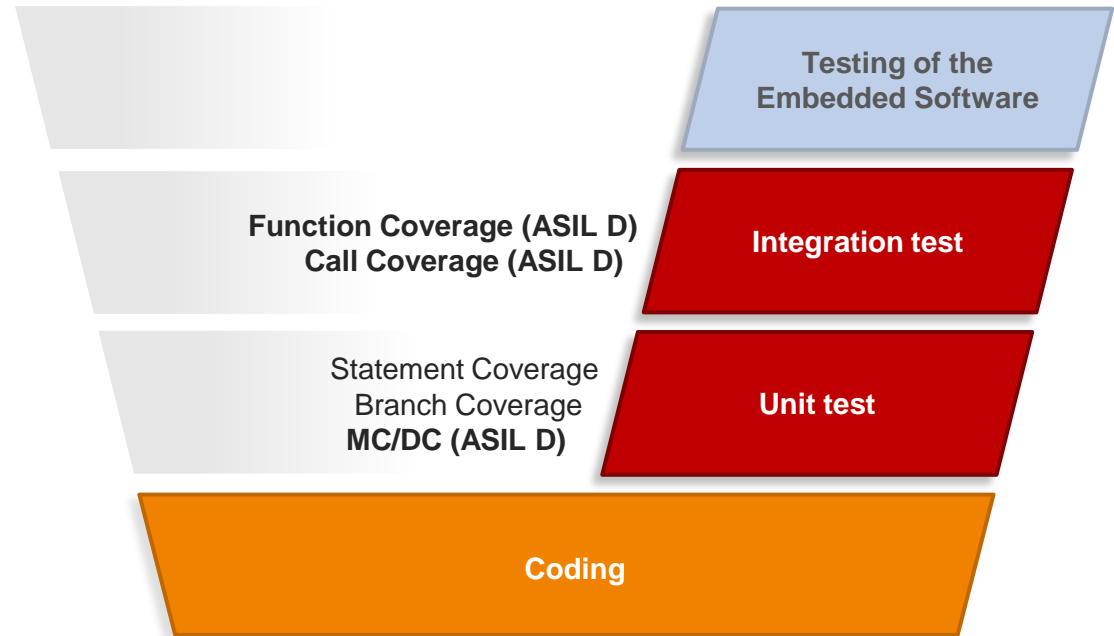 Testing of the
Embedded Software
Function Coverage (ASIL D)
Call Coverage (ASIL D)
Integration test
Statement Coverage
Branch Coverage
MC/DC (ASIL D)
Unit test
Coding